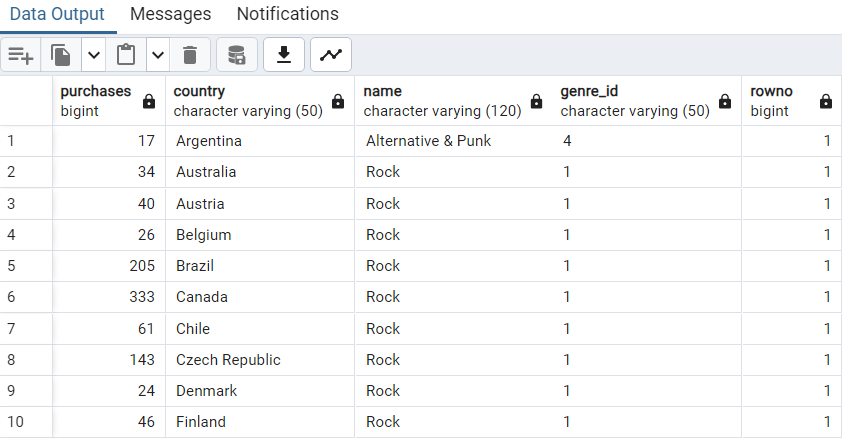 Data Output Messages Notifications
purchases country name genre_id rowno
bigint character varying (50) character varying (120) character varying (50) bigint
1 17 Argentina Alternative & Punk 4 1
2 34 Australia Rock 1 1
3 40 Austria Rock 1 1
4 26 Belgium Rock 1 1
5 205 Brazil Rock 1 1
6 333 Canada Rock 1 1
7 61 Chile Rock 1 1
8 143 Czech Republic Rock 1 1
9 24 Denmark Rock 1 1
10 46 Finland Rock 1 1